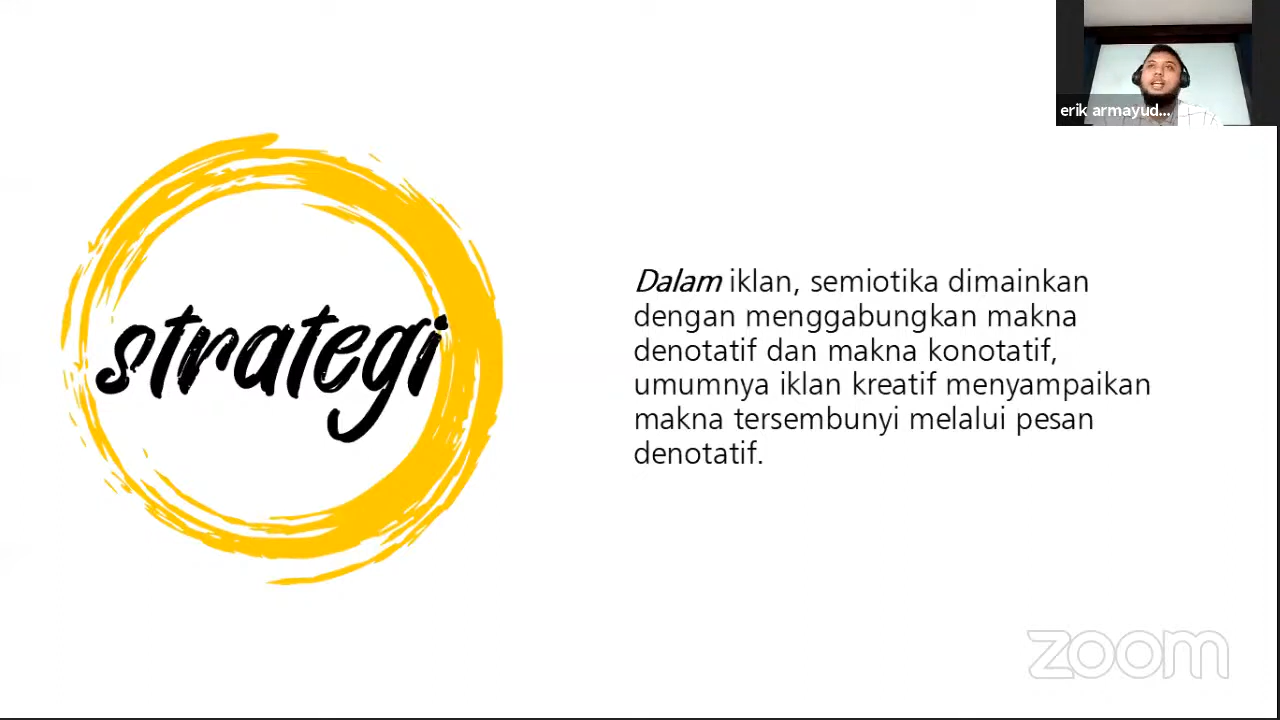 erik armayud...
strategi
Dalam iklan, semiotika dimainkan
dengan menggabungkan makna
denotatif dan makna konotatif,
umumnya iklan kreatif menyampaikan
makna tersembunyi melalui pesan
denotatif.
zoom